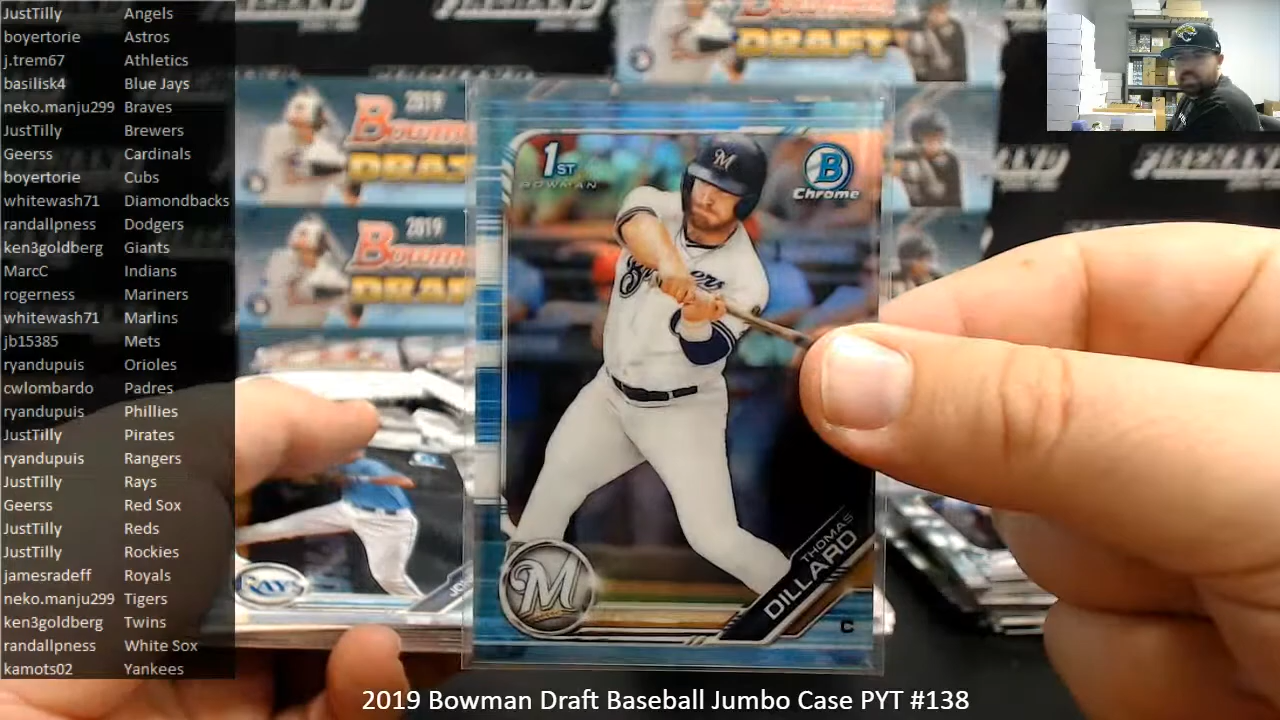 JustTilly Angels
boyertorie Astros
j.trem67 Athletics
basilisk4 Blue Jays
neko.manju299 Braves
JustTilly Brewers
Geerss Cardinals
boyertorie Cubs
whitewash71 Diamondbacks
randallpness Dodgers
ken3goldberg Giants
MarcC Indians
rogerness Mariners
whitewash71 Marlins
jb15385 Mets
ryandupuis Orioles
cwlombardo Padres
ryandupuis Phillies
JustTilly Pirates
ryandupuis Rangers
JustTilly Rays
Geerss Red Sox
JustTilly Reds
JustTilly Rockies
jamesradeff Royals
neko.manju299 Tigers
ken3goldberg Twins
randallpness White Sox
kamots02 Yankees
DRAFT
2019
2019
1ST
BOWMAN
B
Chrome
M
Brewers
M
THOMAS
DILLARD
C
Rays
2019 Bowman Draft Baseball Jumbo Case PYT #138